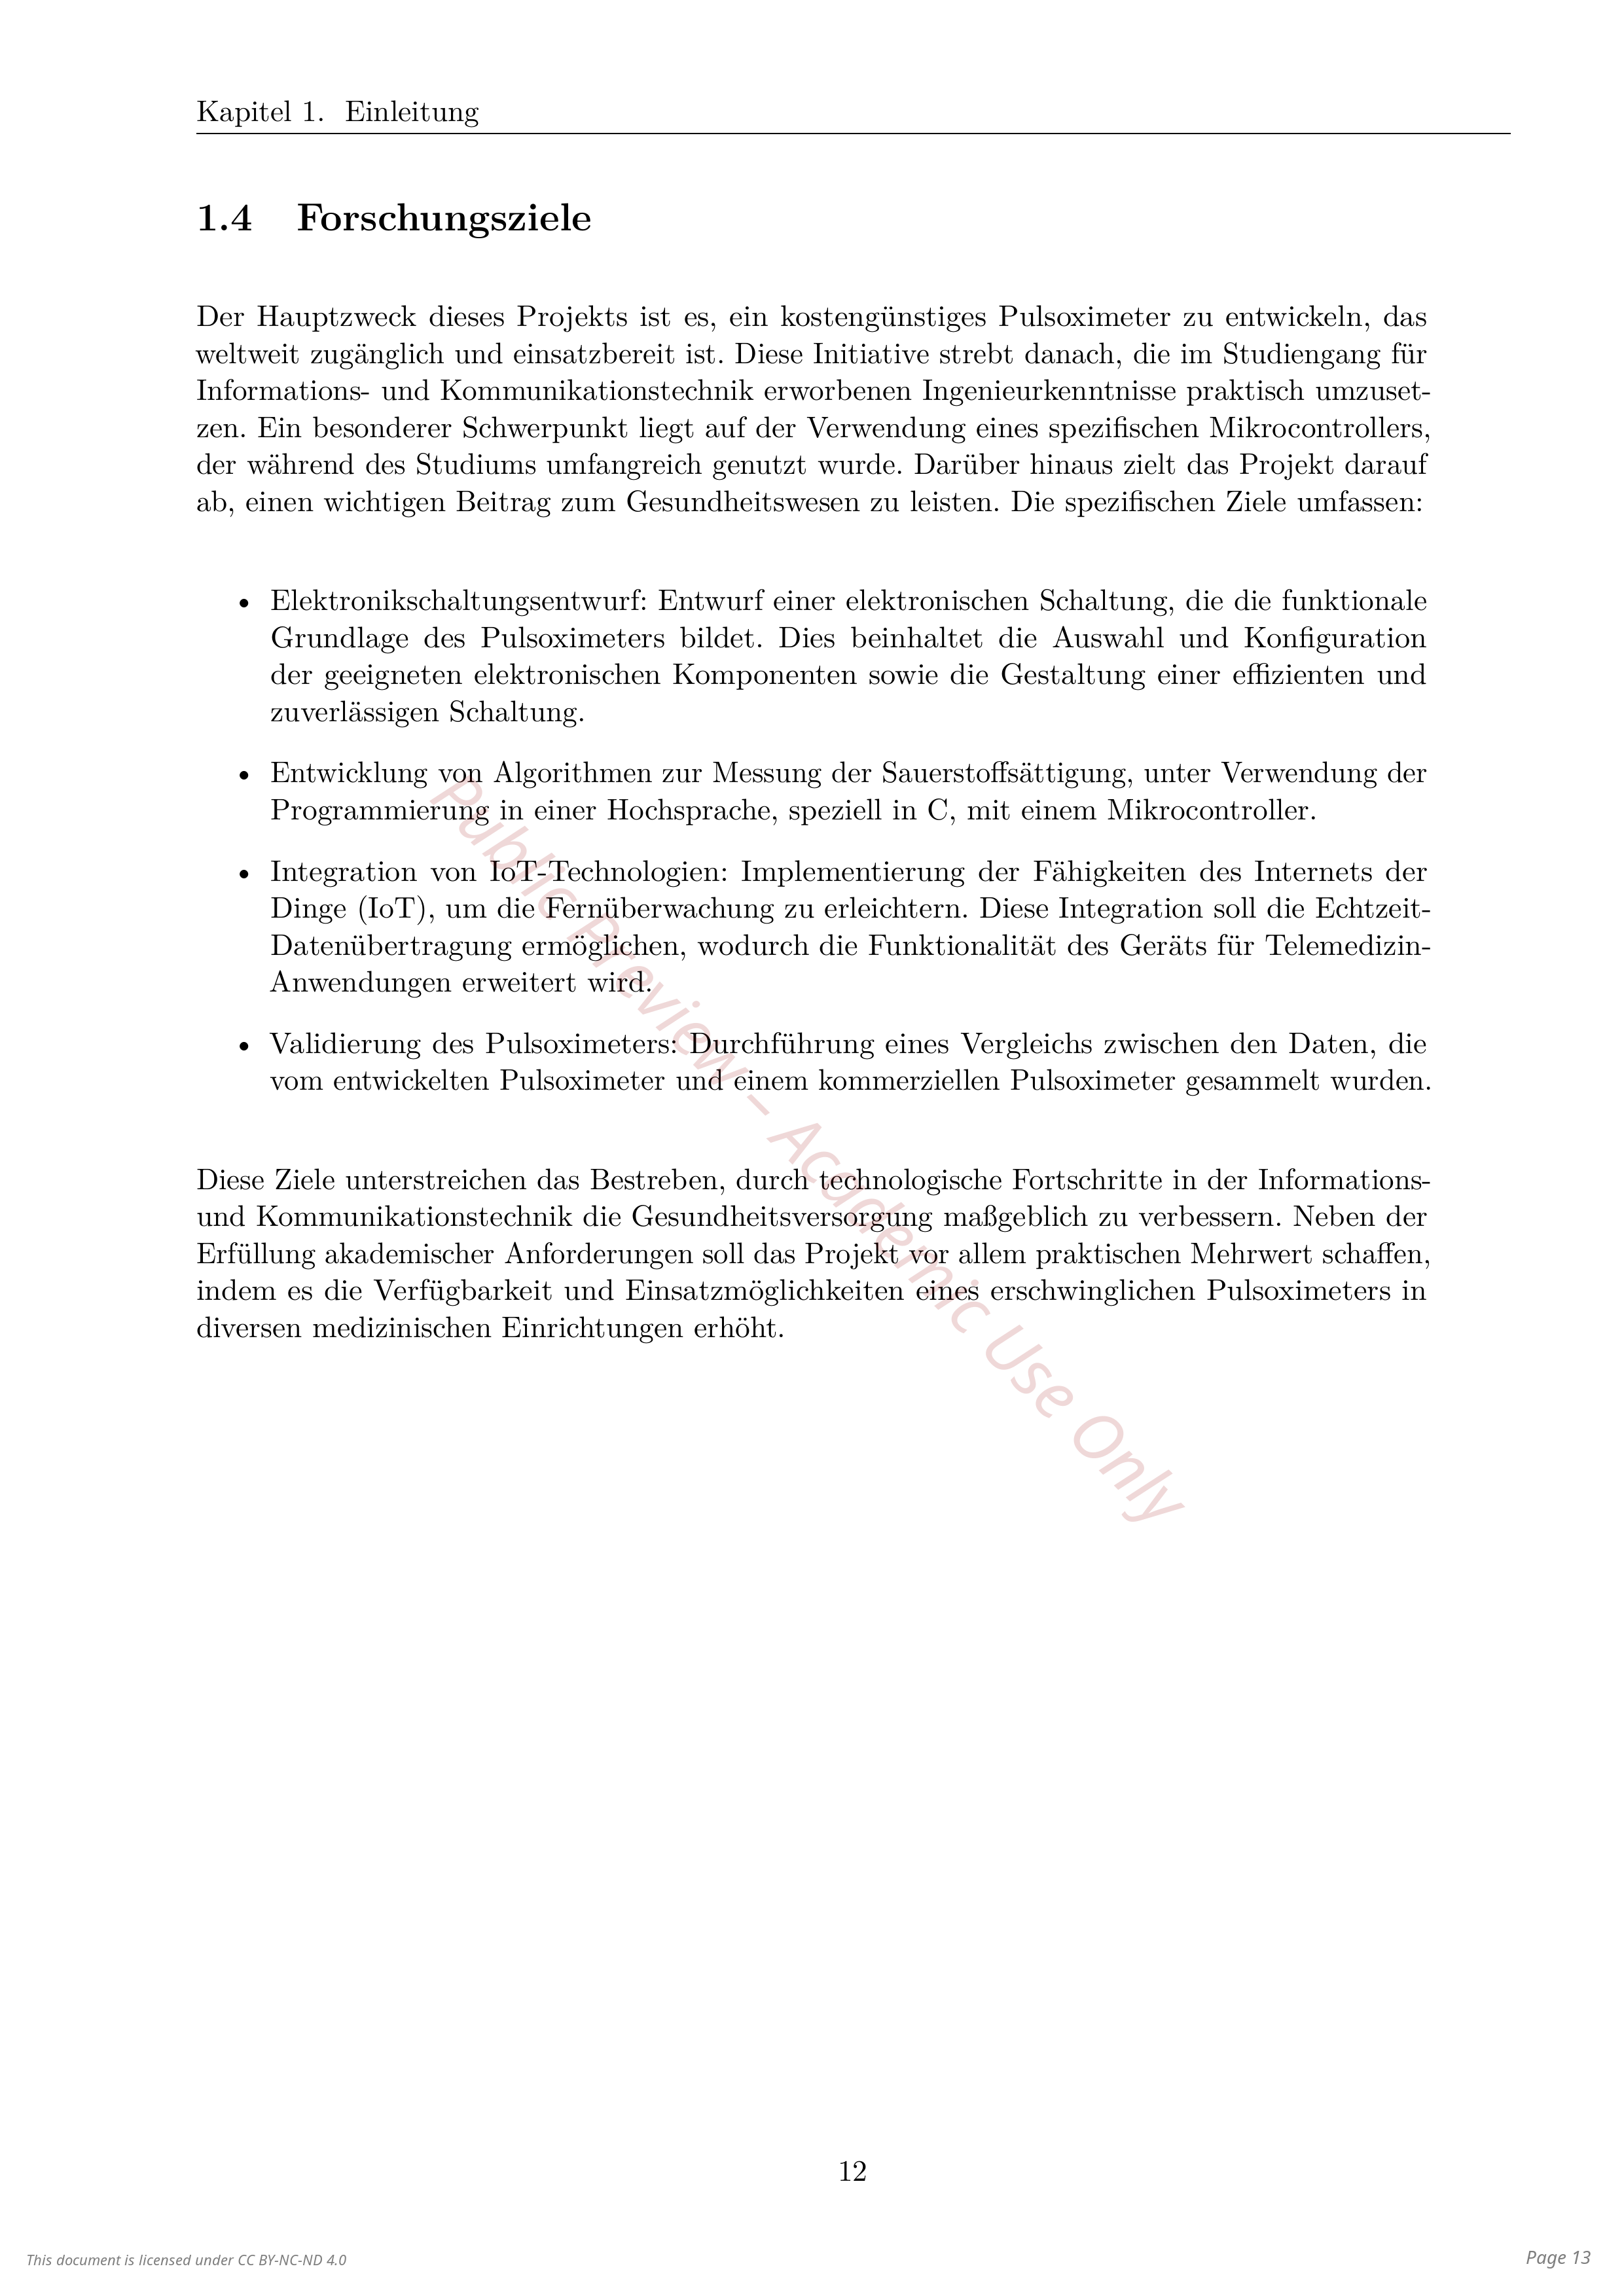 Kapitel 1. Einleitung
1.4 Forschungsziele
Der Hauptzweck dieses Projekts ist es, ein kostengünstiges Pulsoximeter zu entwickeln, das
weltweit zugänglich und einsatzbereit ist. Diese Initiative strebt danach, die im Studiengang für
Informations- und Kommunikationstechnik erworbenen Ingenieurkenntnisse praktisch umzuset-
zen. Ein besonderer Schwerpunkt liegt auf der Verwendung eines spezifischen Mikrocontrollers,
der während des Studiums umfangreich genutzt wurde. Darüber hinaus zielt das Projekt darauf
ab, einen wichtigen Beitrag zum Gesundheitswesen zu leisten. Die spezifischen Ziele umfassen:
• Elektronikschaltungsentwurf: Entwurf einer elektronischen Schaltung, die die funktionale
Grundlage des Pulsoximeters bildet. Dies beinhaltet die Auswahl und Konfiguration
der geeigneten elektronischen Komponenten sowie die Gestaltung einer effizienten und
zuverlässigen Schaltung.
• Entwicklung von Algorithmen zur Messung der Sauerstoffsättigung, unter Verwendung der
Programmierung in einer Hochsprache, speziell in C, mit einem Mikrocontroller.
• Integration von IoT-Technologien: Implementierung der Fähigkeiten des Internets der
Dinge (IoT), um die Fernüberwachung zu erleichtern. Diese Integration soll die Echtzeit-
Datenübertragung ermöglichen, wodurch die Funktionalität des Geräts für Telemedizin-
Anwendungen erweitert wird.
• Validierung des Pulsoximeters: Durchführung eines Vergleichs zwischen den Daten, die
vom entwickelten Pulsoximeter und einem kommerziellen Pulsoximeter gesammelt wurden.
Diese Ziele unterstreichen das Bestreben, durch technologische Fortschritte in der Informations-
und Kommunikationstechnik die Gesundheitsversorgung maßgeblich zu verbessern. Neben der
Erfüllung akademischer Anforderungen soll das Projekt vor allem praktischen Mehrwert schaffen,
indem es die Verfügbarkeit und Einsatzmöglichkeiten eines erschwinglichen Pulsoximeters in
diversen medizinischen Einrichtungen erhöht.
Public Preview – Academic Use Only
12
This document is licensed under CC BY-NC-ND 4.0
Page 13